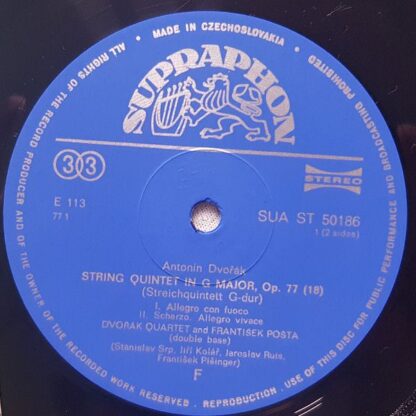 MADE IN CZECHOSLOVAKIA
ALL RIGHTS OF THE RECORD PRODUCER AND OF THE OWNER OF THE RECORDED WORK RESERVED. REPRODUCTION. USE OF THIS DISC FOR PUBLIC PERFORMANCE AND BROADCASTING PROHIBITED
SUPRAPHON
33
STEREO
E 113
77 1
SUA ST 50186
1 (2 sides)
Antonín Dvořák
STRING QUINTET IN G MAJOR, Op. 77 (18)
(Streichquintett G-dur)
I. Allegro con fuoco
II. Scherzo. Allegro vivace
DVOŘÁK QUARTET and FRANTIŠEK POŠTA
(double base)
(Stanislav Srp, Jiří Kolář, Jaroslav Ruis,
František Pišinger)
F